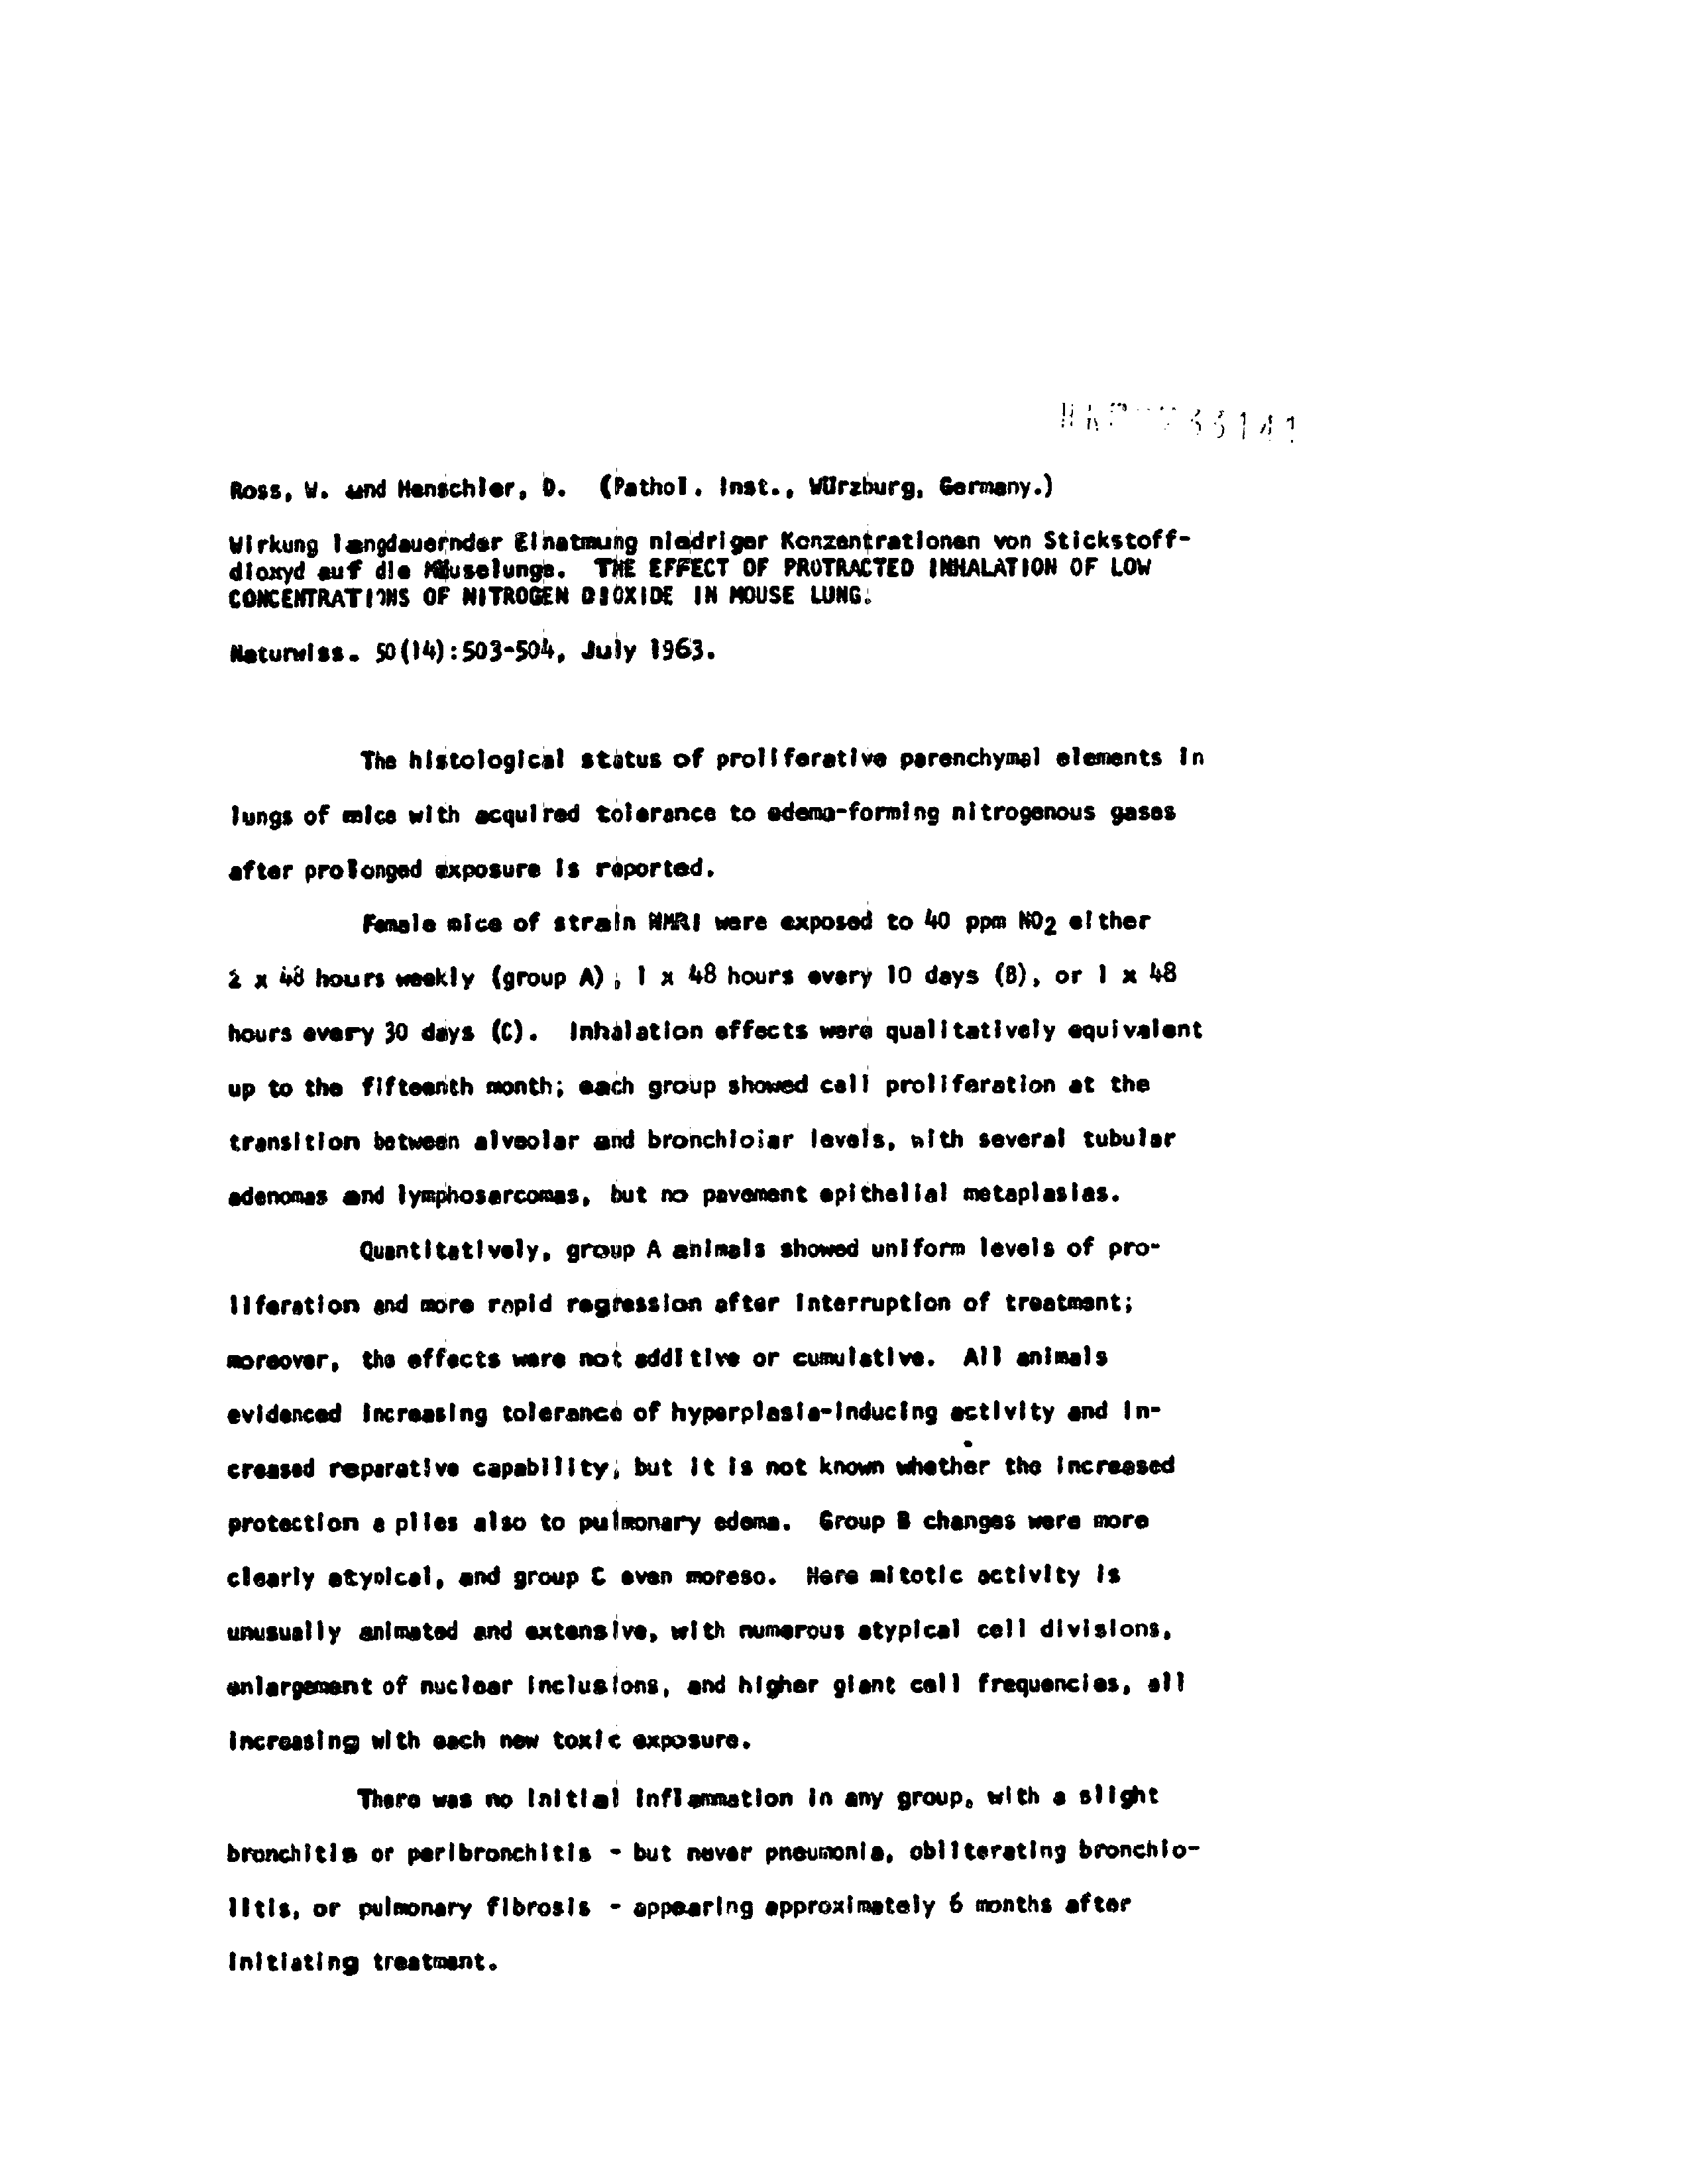 Ross, W. und Henschler, D. (Pathol. Inst., Würzburg, Germany.)
Wirkung langdauernder Einatmung niedriger Konzentrationen von Stickstoff-
dioxyd auf die Mäuselunge. THE EFFECT OF PROTRACTED INHALATION OF LOW
CONCENTRATIONS OF NITROGEN DIOXIDE IN MOUSE LUNG.
Naturwiss. 50(14):503-504, July 1963.
The histological status of proliferative parenchymal elements in
lungs of mice with acquired tolerance to edema-forming nitrogenous gases
after prolonged exposure is reported.
Female mice of strain NMRI were exposed to 40 ppm NO2 either
2 x 48 hours weekly (group A), 1 x 48 hours every 10 days (B), or 1 x 48
hours every 30 days (C). Inhalation effects were qualitatively equivalent
up to the fifteenth month; each group showed cell proliferation at the
transition between alveolar and bronchiolar levels, with several tubular
adenomas and lymphosarcomas, but no pavement epithelial metaplasias.
Quantitatively, group A animals showed uniform levels of pro-
liferation and more rapid regression after interruption of treatment;
moreover, the effects were not additive or cumulative. All animals
evidenced increasing tolerance of hyperplasia-inducing activity and in-
creased reparative capability, but it is not known whether the increased
protection a plies also to pulmonary edema. Group B changes were more
clearly atypical, and group C even moreso. Here mitotic activity is
unusually animated and extensive, with numerous atypical cell divisions,
enlargement of nuclear inclusions, and higher giant cell frequencies, all
increasing with each new toxic exposure.
There was no initial inflammation in any group, with a slight
bronchitis or peribronchitis - but never pneumonia, obliterating bronchio-
litis, or pulmonary fibrosis - appearing approximately 6 months after
initiating treatment.